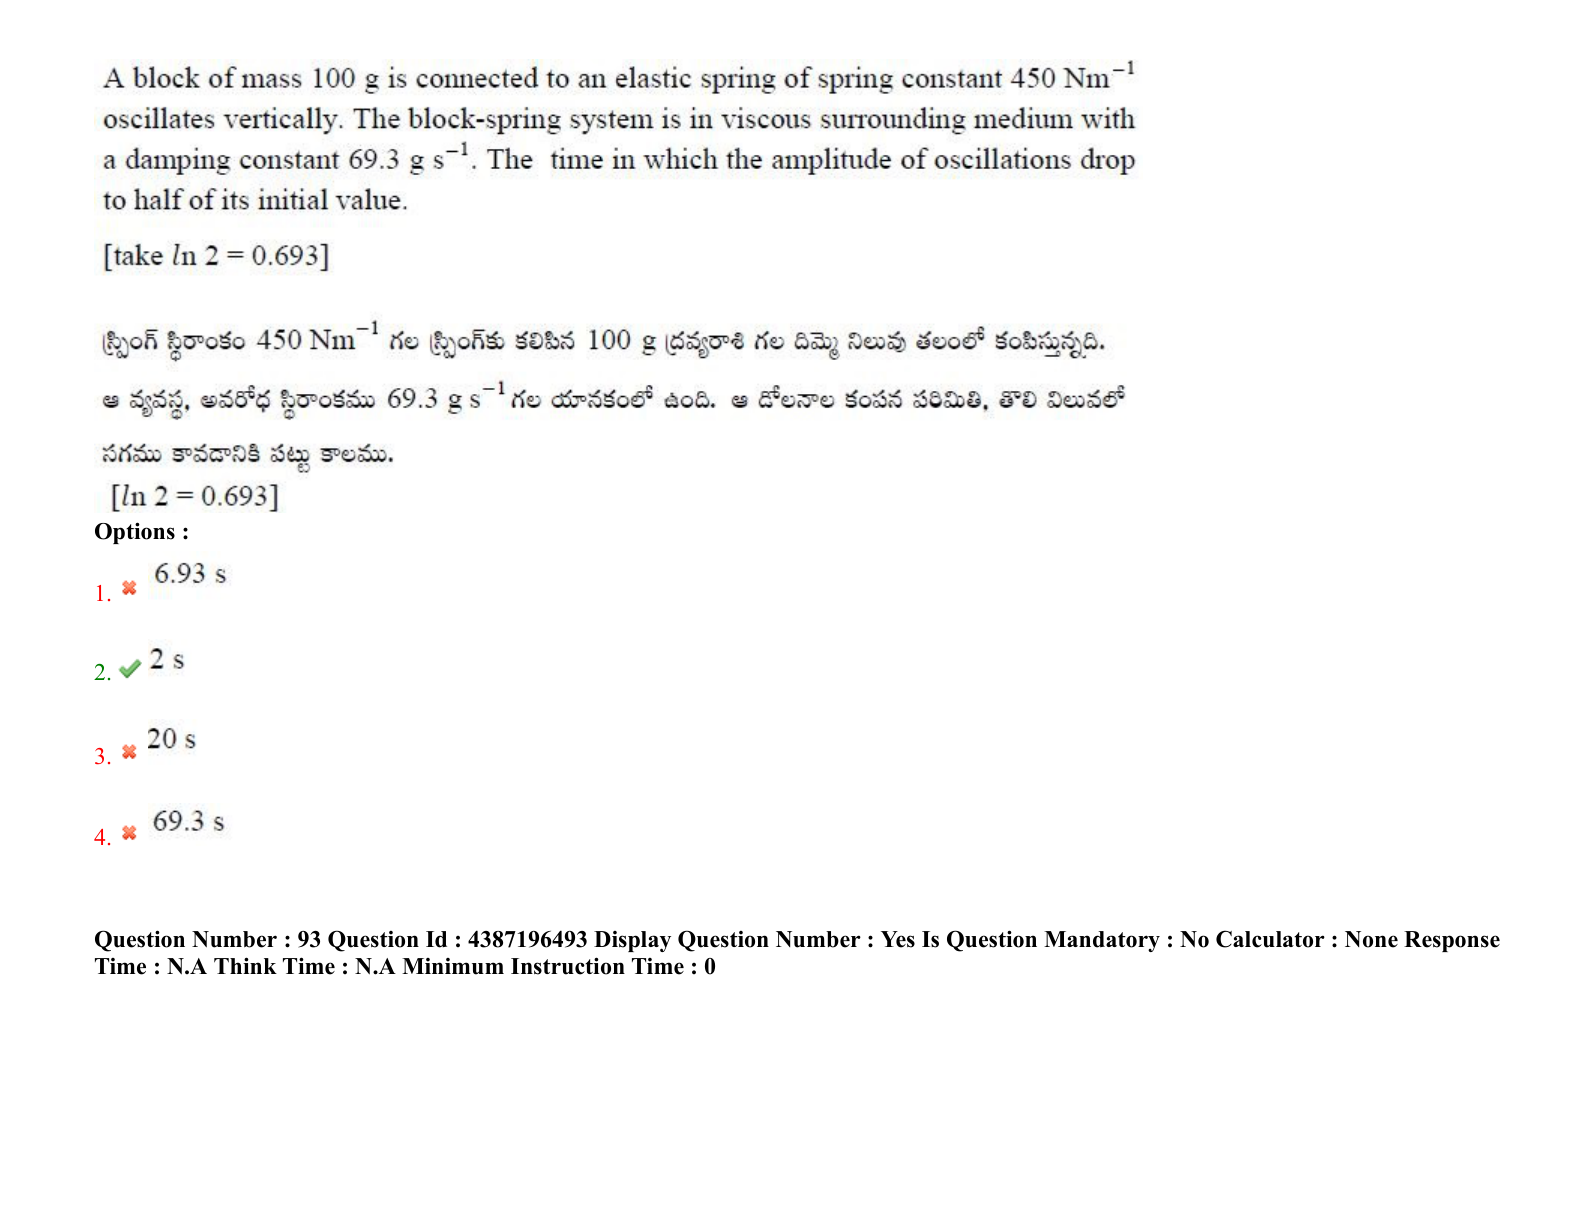 A block of mass 100 g is connected to an elastic spring of spring constant 450 Nm⁻¹
oscillates vertically. The block-spring system is in viscous surrounding medium with
a damping constant 69.3 g s⁻¹. The time in which the amplitude of oscillations drop
to half of its initial value.
[take ln 2 = 0.693]
స్ప్రింగ్ స్థిరాంకం 450 Nm⁻¹ గల స్ప్రింగ్‌కు కలిపిన 100 g ద్రవ్యరాశి గల దిమ్మె నిలువు తలంలో కంపిస్తున్నది.
ఆ వ్యవస్థ, అవరోధ స్థిరాంకము 69.3 g s⁻¹ గల యానకంలో ఉంది. ఆ డోలనాల కంపన పరిమితి, తొలి విలువలో
సగము కావడానికి పట్టు కాలము.
[ln 2 = 0.693]
Options :
1. 6.93 s
2. 2 s
3. 20 s
4. 69.3 s
Question Number : 93 Question Id : 4387196493 Display Question Number : Yes Is Question Mandatory : No Calculator : None Response
Time : N.A Think Time : N.A Minimum Instruction Time : 0